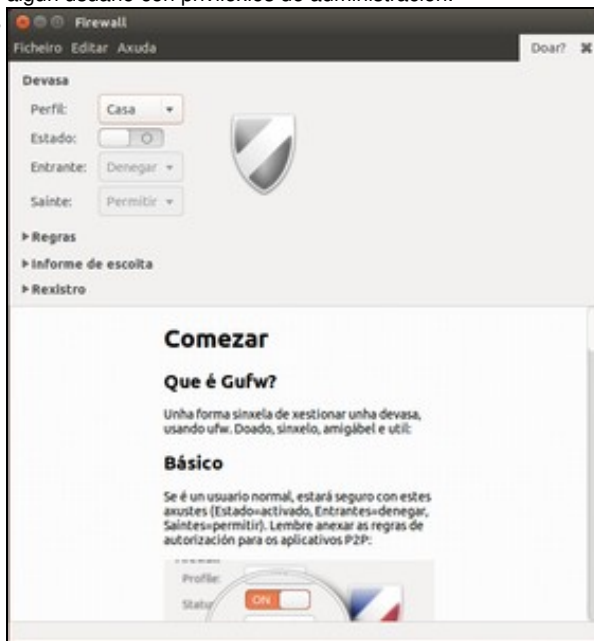 algún usuario con privilexios de administración.
Firewall
Ficheiro Editar Axuda
Doar?
Devasa
Perfil: Casa
Estado:
Entrante: Denegar
Sainte: Permitir
Regras
Informe de escolta
Rexistro
Comezar
Que é Gufw?
Unha forma sinxela de xestionar unha devasa,
usando ufw. Doado, sinxelo, amigábel e util:
Básico
Se é un usuario normal, estará seguro con estes
axustes (Estado=activado, Entrantes=denegar,
Saíntes=permitir). Lembre anexar as regras de
autorización para os aplicativos P2P:
Profile:
Status
ON